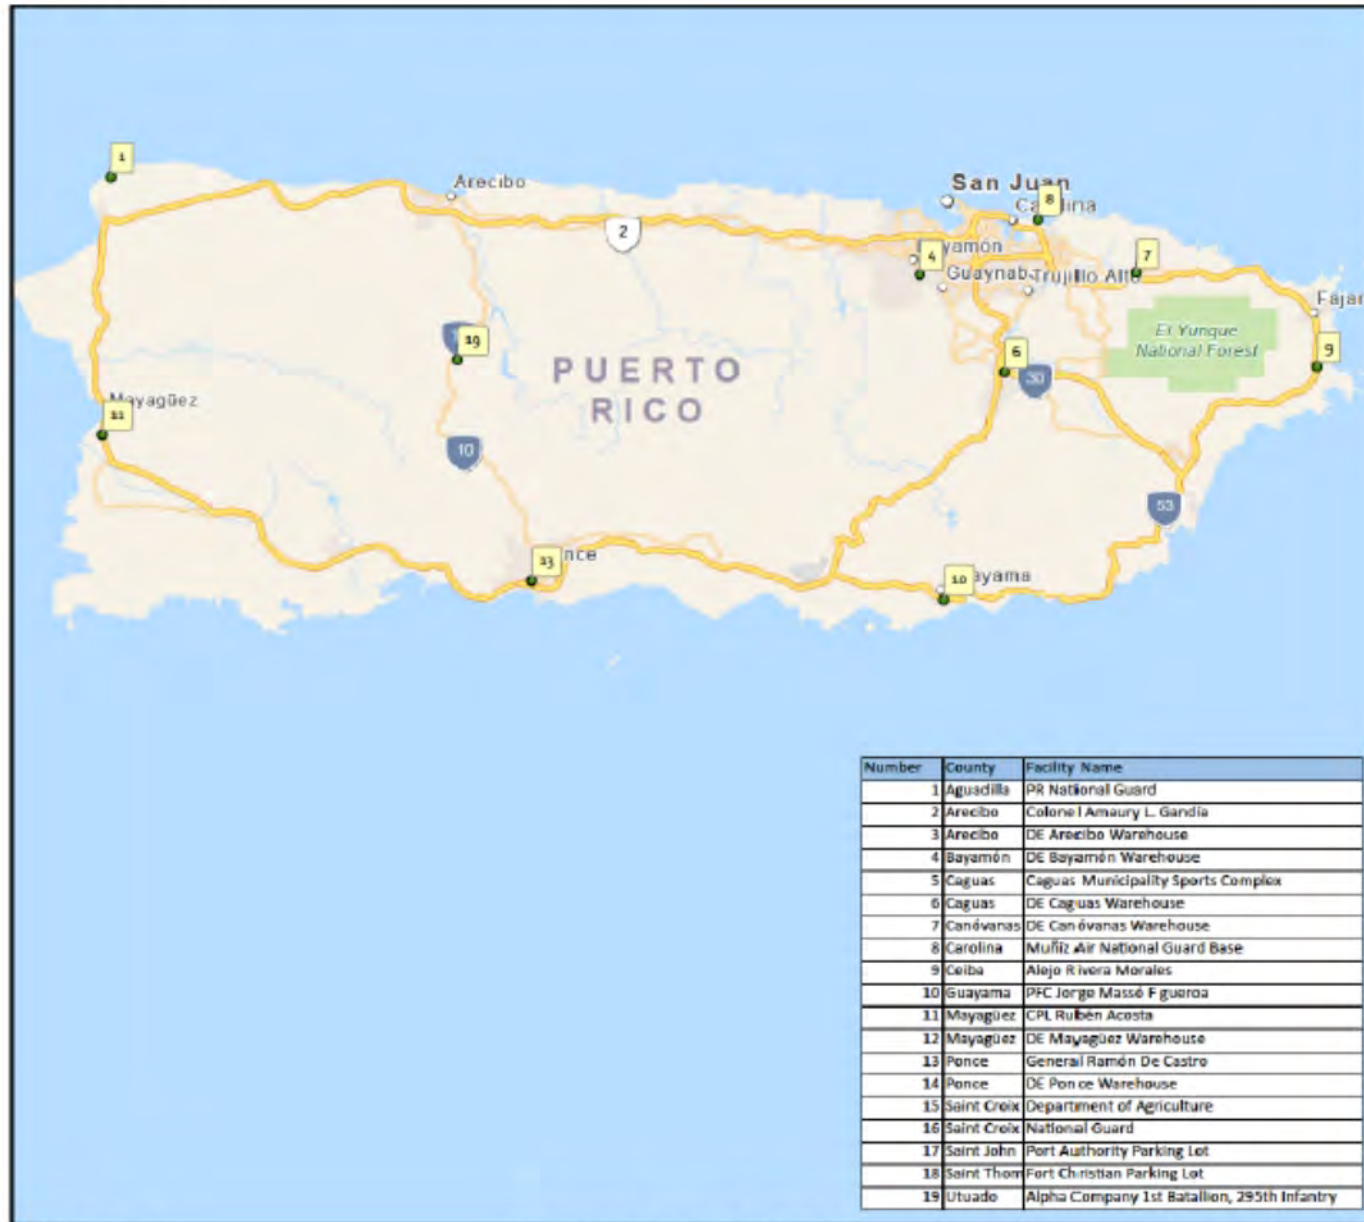 1
Arecibo
San Juan
8
2
4
7
Guaynab
Trujillo Alto
El Yunque
National Forest
Fajar
19
PUERTO
RICO
6
30
9
Mayagüez
11
10
53
13
nce
10
ayama
Number County Facility Name
1 Aguadilla PR National Guard
2 Arecibo Colonel Amaury L. Gandia
3 Arecibo DE Arecibo Warehouse
4 Bayamón DE Bayamón Warehouse
5 Caguas Caguas Municipality Sports Complex
6 Caguas DE Caguas Warehouse
7 Canóvanas DE Canóvanas Warehouse
8 Carolina Muñiz Air National Guard Base
9 Ceiba Alejo Rivera Morales
10 Guayama PFC Jorge Massó Figueroa
11 Mayagüez CPL Rubén Acosta
12 Mayagüez DE Mayagüez Warehouse
13 Ponce General Ramón De Castro
14 Ponce DE Ponce Warehouse
15 Saint Croix Department of Agriculture
16 Saint Croix National Guard
17 Saint John Port Authority Parking Lot
18 Saint Thom Fort Christian Parking Lot
19 Utuado Alpha Company 1st Batallion, 295th Infantry